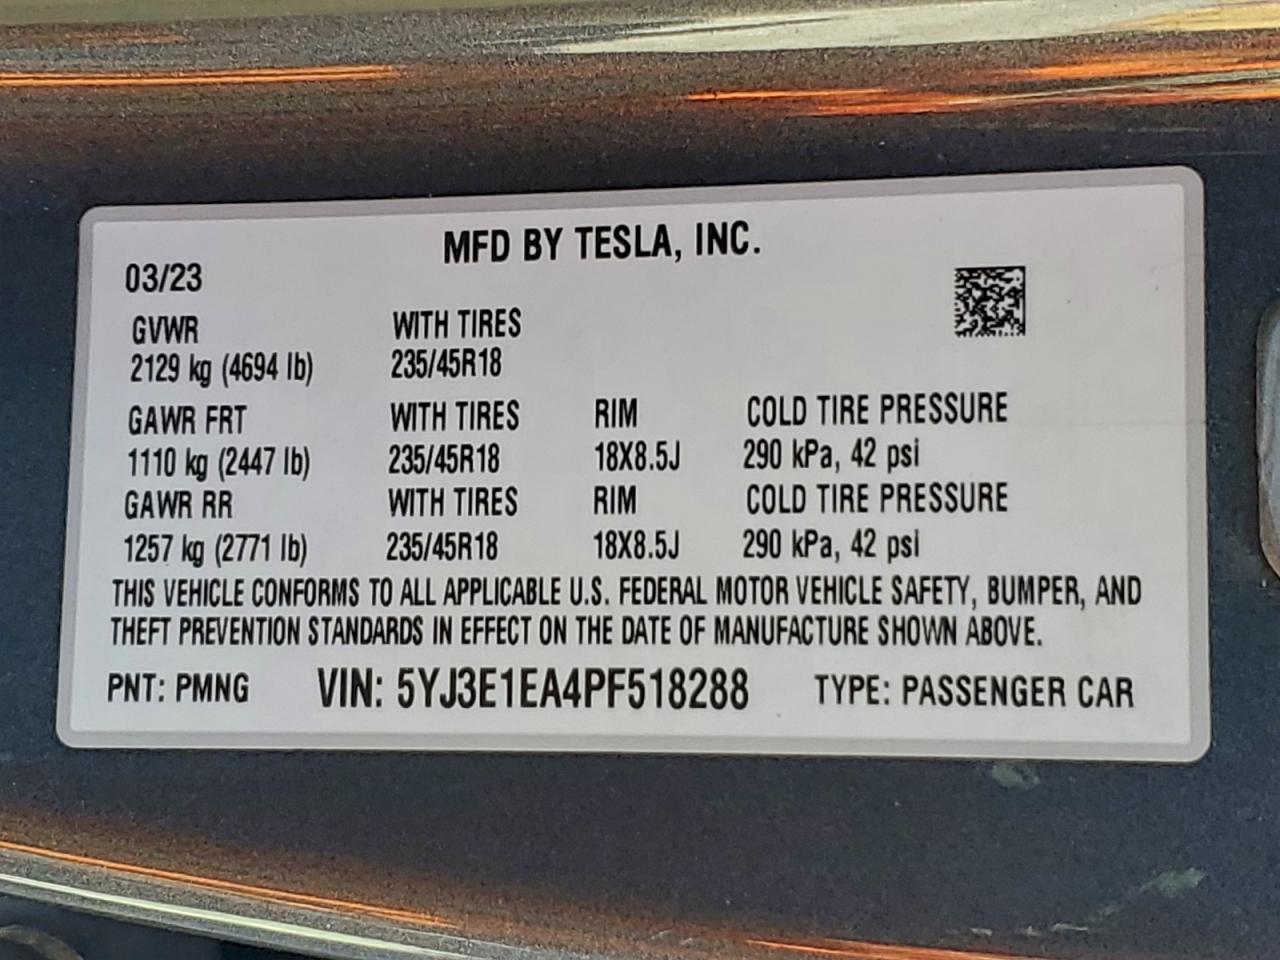 MFD BY TESLA, INC.
03/23
GVWR WITH TIRES
2129 kg (4694 lb) 235/45R18
GAWR FRT WITH TIRES RIM COLD TIRE PRESSURE
1110 kg (2447 lb) 235/45R18 18X8.5J 290 kPa, 42 psi
GAWR RR WITH TIRES RIM COLD TIRE PRESSURE
1257 kg (2771 lb) 235/45R18 18X8.5J 290 kPa, 42 psi
THIS VEHICLE CONFORMS TO ALL APPLICABLE U.S. FEDERAL MOTOR VEHICLE SAFETY, BUMPER, AND
THEFT PREVENTION STANDARDS IN EFFECT ON THE DATE OF MANUFACTURE SHOWN ABOVE.
PNT: PMNG VIN: 5YJ3E1EA4PF518288 TYPE: PASSENGER CAR